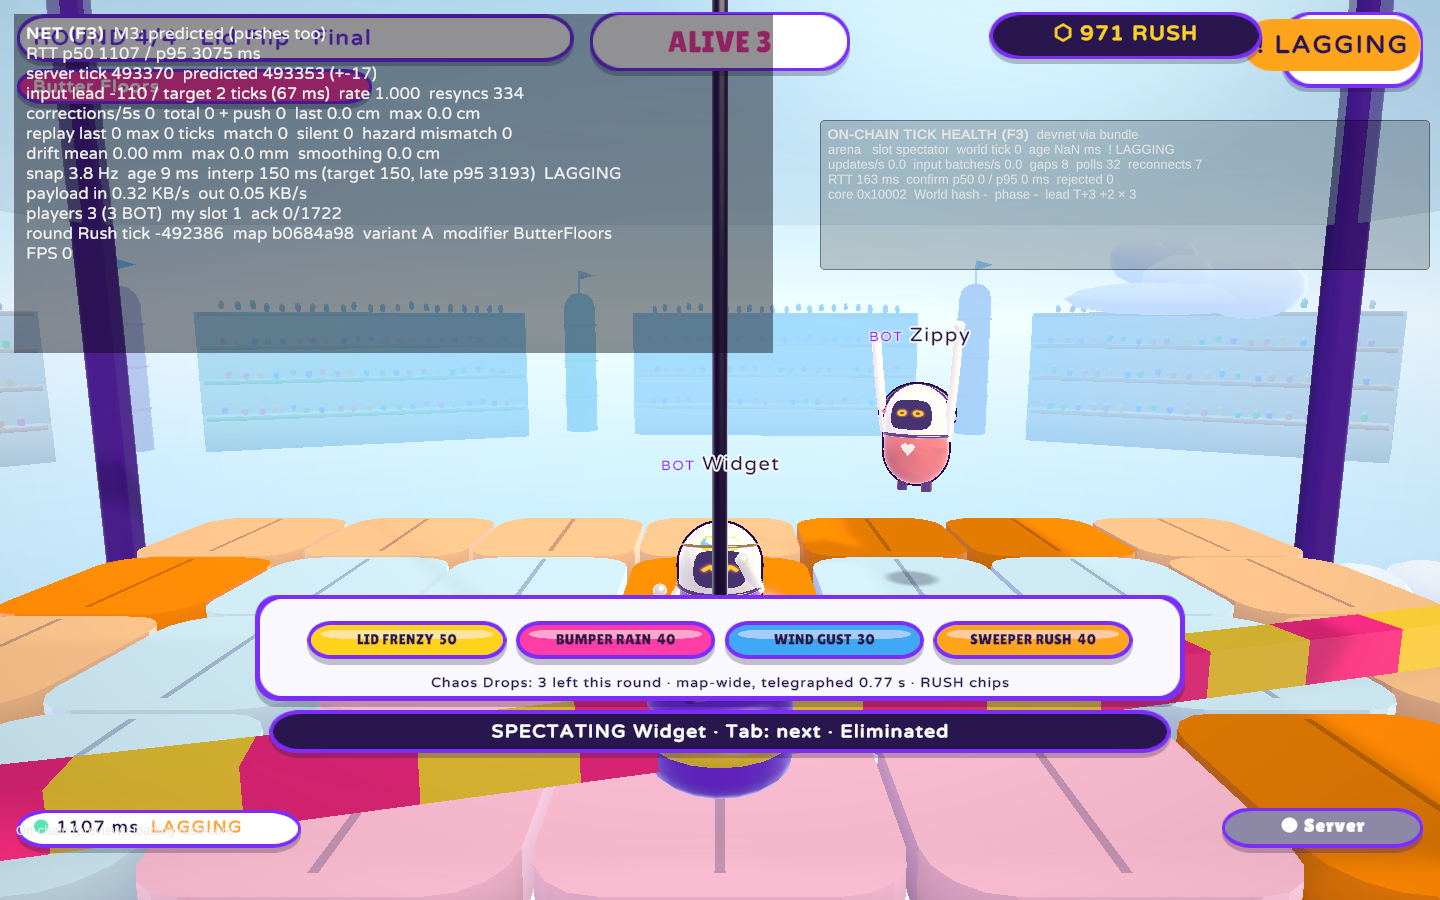 NET (F3) M3: predicted (pushes too)
ROUND 4/4 · Lid Flip · Final
RTT p50 1107 / p95 3075 ms
server tick 493370 predicted 493353 (+-17)
Butter Floors
input lead -110 / target 2 ticks (67 ms) rate 1.000 resyncs 334
corrections/5s 0 total 0 + push 0 last 0.0 cm max 0.0 cm
replay last 0 max 0 ticks match 0 silent 0 hazard mismatch 0
drift mean 0.00 mm max 0.0 mm smoothing 0.0 cm
snap 3.8 Hz age 9 ms interp 150 ms (target 150, late p95 3193) LAGGING
payload in 0.32 KB/s out 0.05 KB/s
players 3 (3 BOT) my slot 1 ack 0/1722
round Rush tick -492386 map b0684a98 variant A modifier ButterFloors
FPS 0
ALIVE 3
971 RUSH
! LAGGING
ON-CHAIN TICK HEALTH (F3) devnet via bundle
arena slot spectator world tick 0 age NaN ms ! LAGGING
updates/s 0.0 input batches/s 0.0 gaps 8 polls 32 reconnects 7
RTT 163 ms confirm p50 0 / p95 0 ms rejected 0
core 0x10002 World hash - phase - lead T+3 +2 × 3
BOT Zippy
BOT Widget
LID FRENZY 50
BUMPER RAIN 40
WIND GUST 30
SWEEPER RUSH 40
Chaos Drops: 3 left this round · map-wide, telegraphed 0.77 s · RUSH chips
SPECTATING Widget · Tab: next · Eliminated
1107 ms LAGGING
Server